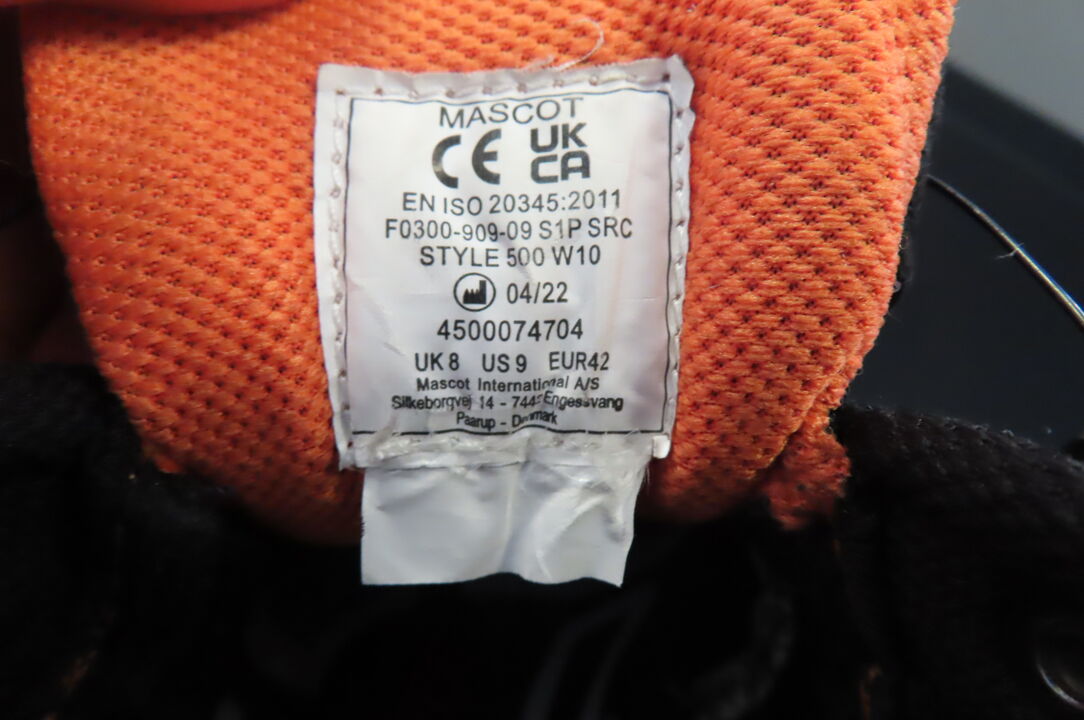 MASCOT
CE UK CA
EN ISO 20345:2011
F0300-909-09 S1P SRC
STYLE 500 W10
04/22
4500074704
UK 8 US 9 EUR42
Mascot International A/S
Silkeborgvej 14 - Engesvang
Paarup - Denmark